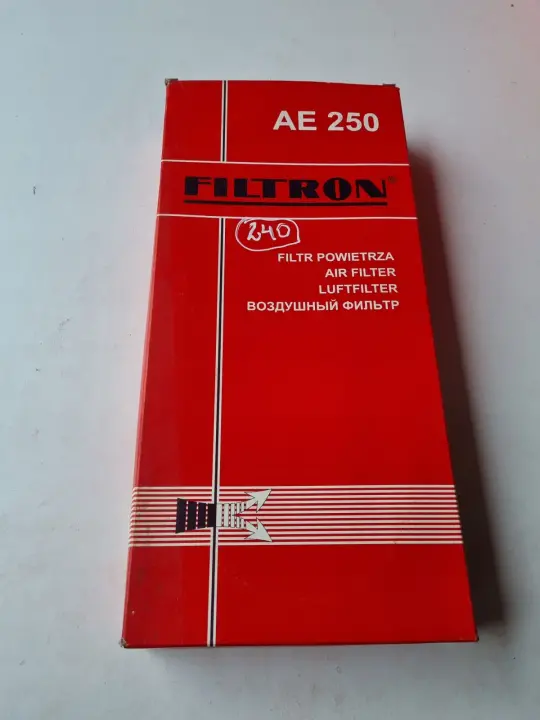 AE 250
FILTRON®
240
FILTR POWIETRZA
AIR FILTER
LUFTFILTER
ВОЗДУШНЫЙ ФИЛЬТР